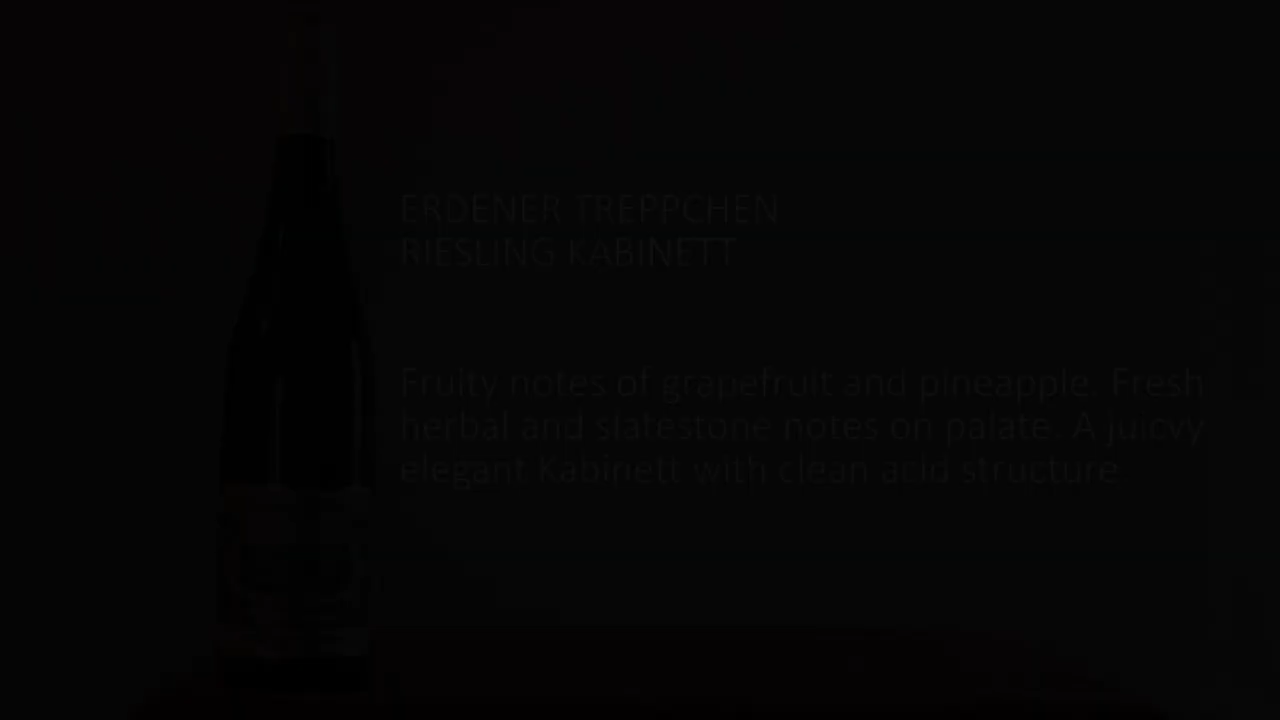 ERDENER TREPPCHEN
RIESLING KABINETT
Fruity notes of grapefruit and pineapple. Fresh
herbal and slatestone notes on palate. A juicvy
elegant Kabinett with clean acid structure